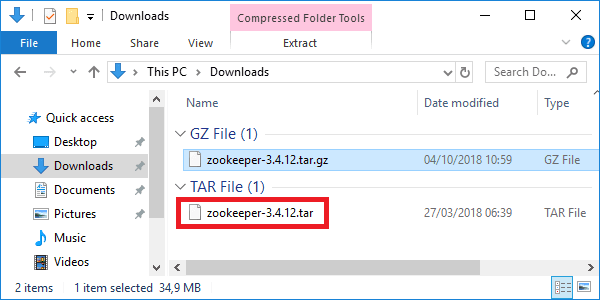 Downloads
Compressed Folder Tools
File
Home
Share
View
Extract
This PC
Downloads
Search Do...
Name
Date modified
Type
Quick access
GZ File (1)
Desktop
zookeeper-3.4.12.tar.gz
04/10/2018 10:59
GZ File
Downloads
Documents
TAR File (1)
Pictures
zookeeper-3.4.12.tar
27/03/2018 06:39
TAR File
Music
Videos
2 items
1 item selected 34,9 MB